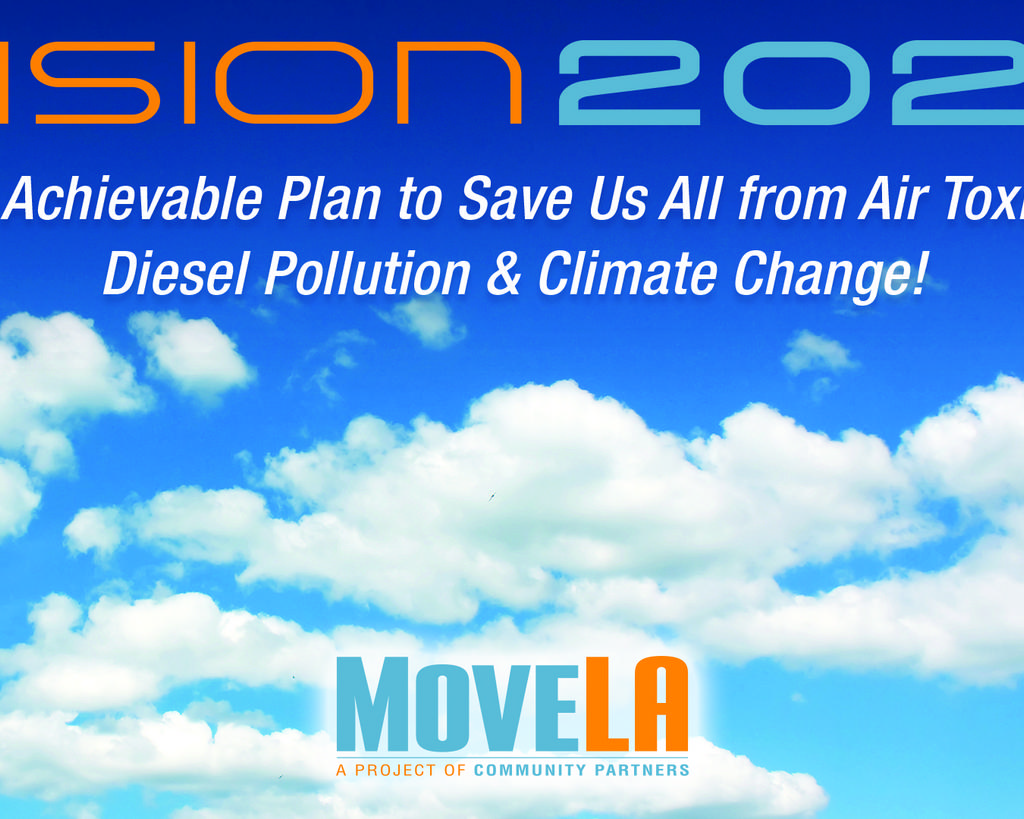 ISION 202
Achievable Plan to Save Us All from Air Toxi
Diesel Pollution & Climate Change!
MOVELA
A PROJECT OF COMMUNITY PARTNERS